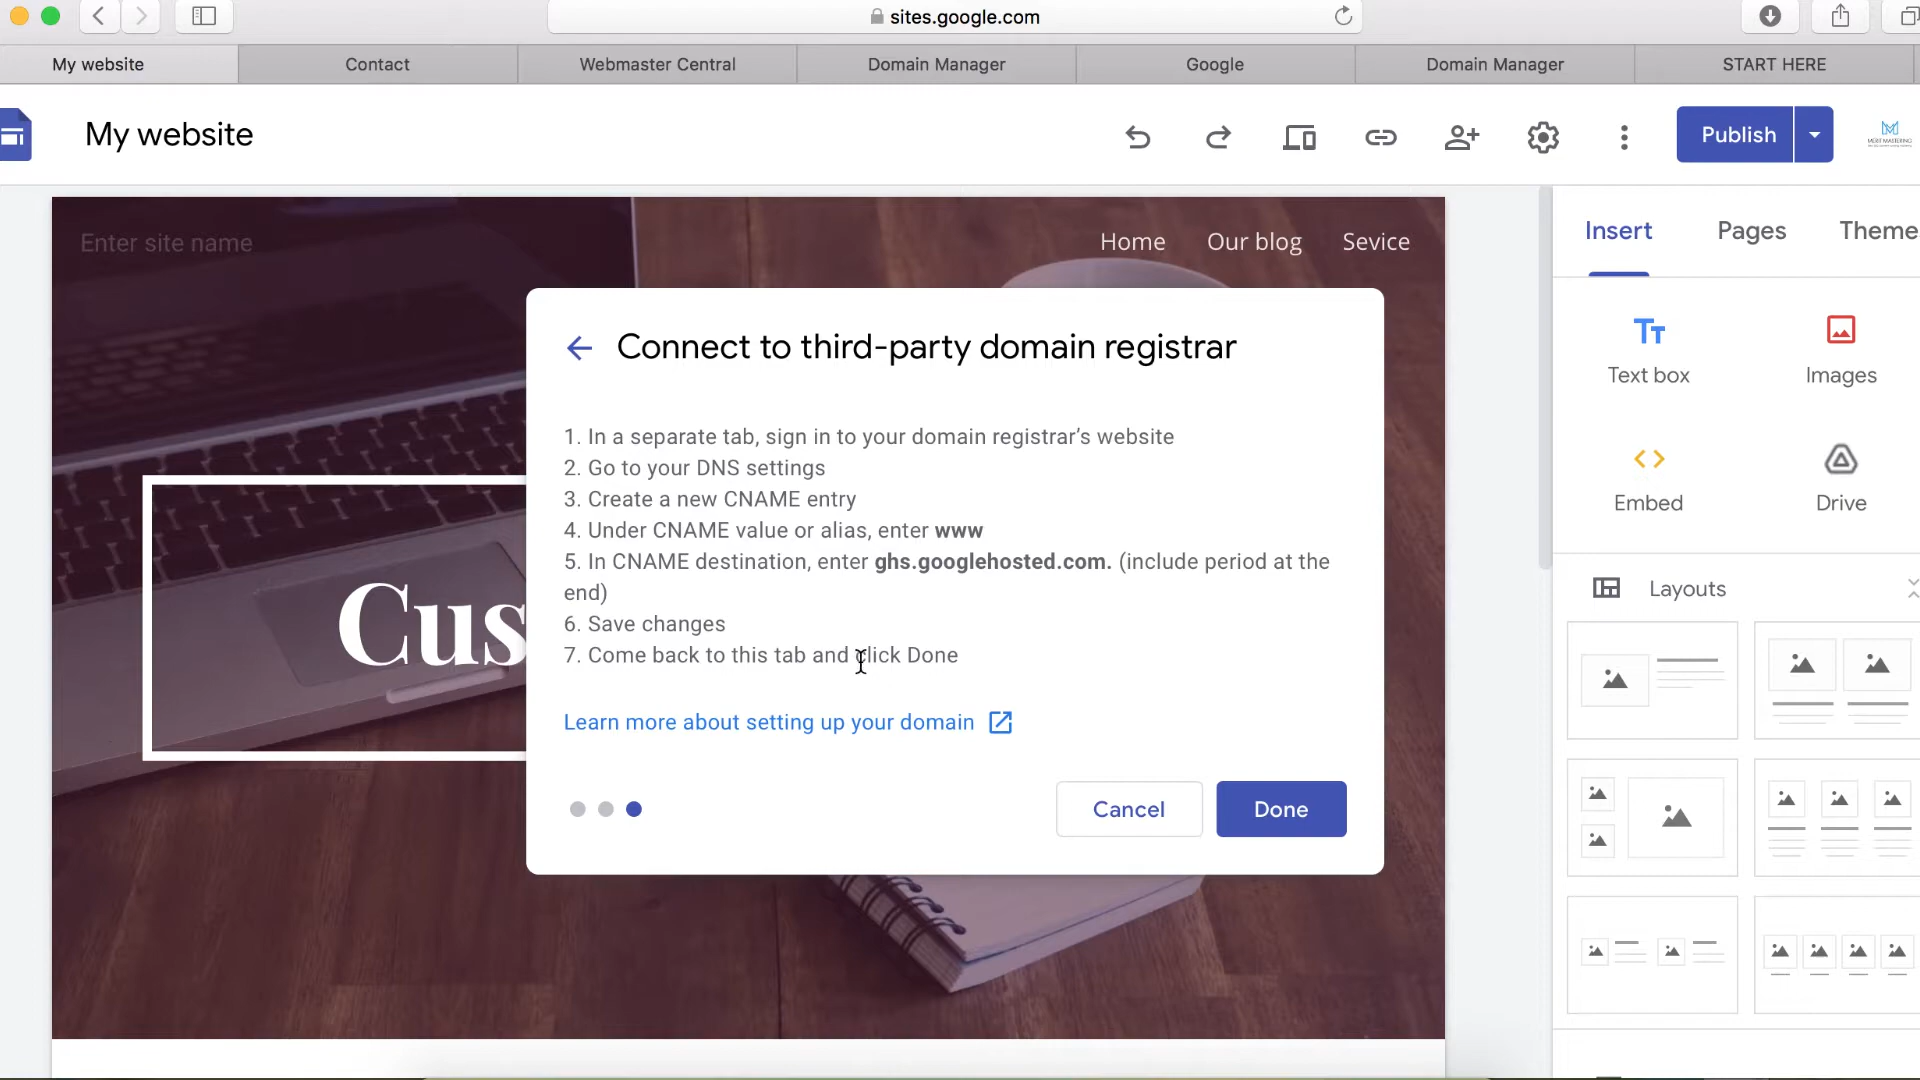 sites.google.com
My website
Contact
Webmaster Central
Domain Manager
Google
Domain Manager
START HERE
My website
Publish
Enter site name
Home
Our blog
Sevice
Insert
Pages
Theme
Connect to third-party domain registrar
1. In a separate tab, sign in to your domain registrar’s website
2. Go to your DNS settings
3. Create a new CNAME entry
4. Under CNAME value or alias, enter www
5. In CNAME destination, enter ghs.googlehosted.com. (include period at the
end)
6. Save changes
7. Come back to this tab and click Done
Learn more about setting up your domain
Cancel
Done
Cus
Tt
Text box
Images
Embed
Drive
Layouts